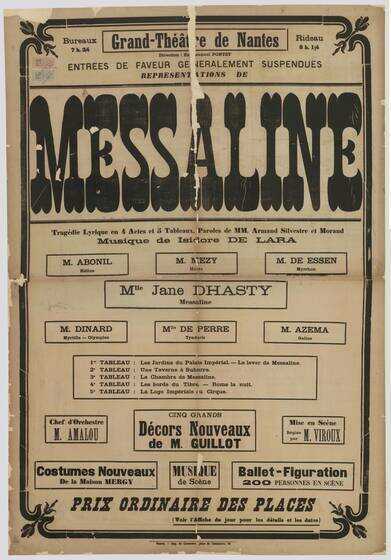 Bureaux
7 h. 3/4
Grand-Théâtre de Nantes
Rideau
8 h. 1/4
Direction : PONTET
ENTRÉES DE FAVEUR GÉNÉRALEMENT SUSPENDUES
REPRÉSENTATIONS DE
MESSALINE
Tragédie Lyrique en 4 Actes et 5 Tableaux. Paroles de MM. Armand Silvestre et Morand
Musique de Isidore DE LARA
M. ABONIL
Hélion
M. MÉZY
Harès
M. DE ESSEN
Myrrhon
Mlle Jane DHASTY
Messaline
M. DINARD
Myrtille - Olympias
Mme DE PERRE
Tyndaris
M. AZEMA
Gallus
1er TABLEAU : Les Jardins du Palais Impérial. — Le lever de Messaline.
2e TABLEAU : Une Taverne à Suburre.
3e TABLEAU : La Chambre de Messaline.
4e TABLEAU : Les bords du Tibre. — Rome la nuit.
5e TABLEAU : La Loge Impériale au Cirque.
Chef d'Orchestre
M. AMALOU
CINQ GRANDS
Décors Nouveaux
de M. GUILLOT
Mise en Scène
Réglée par M. VIROUX
Costumes Nouveaux
De la Maison MERGY
MUSIQUE
de Scène
Ballet-Figuration
200 PERSONNES EN SCÈNE
PRIX ORDINAIRE DES PLACES
(Voir l'Affiche du jour pour les détails et les dates)